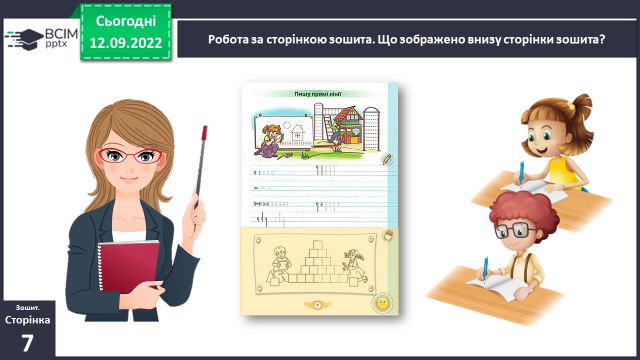 BCIM
pptx
Сьогодні
12.09.2022
Робота за сторінкою зошита. Що зображено внизу сторінки зошита?
Пишу прямі лінії
Зошит.
Сторінка
7